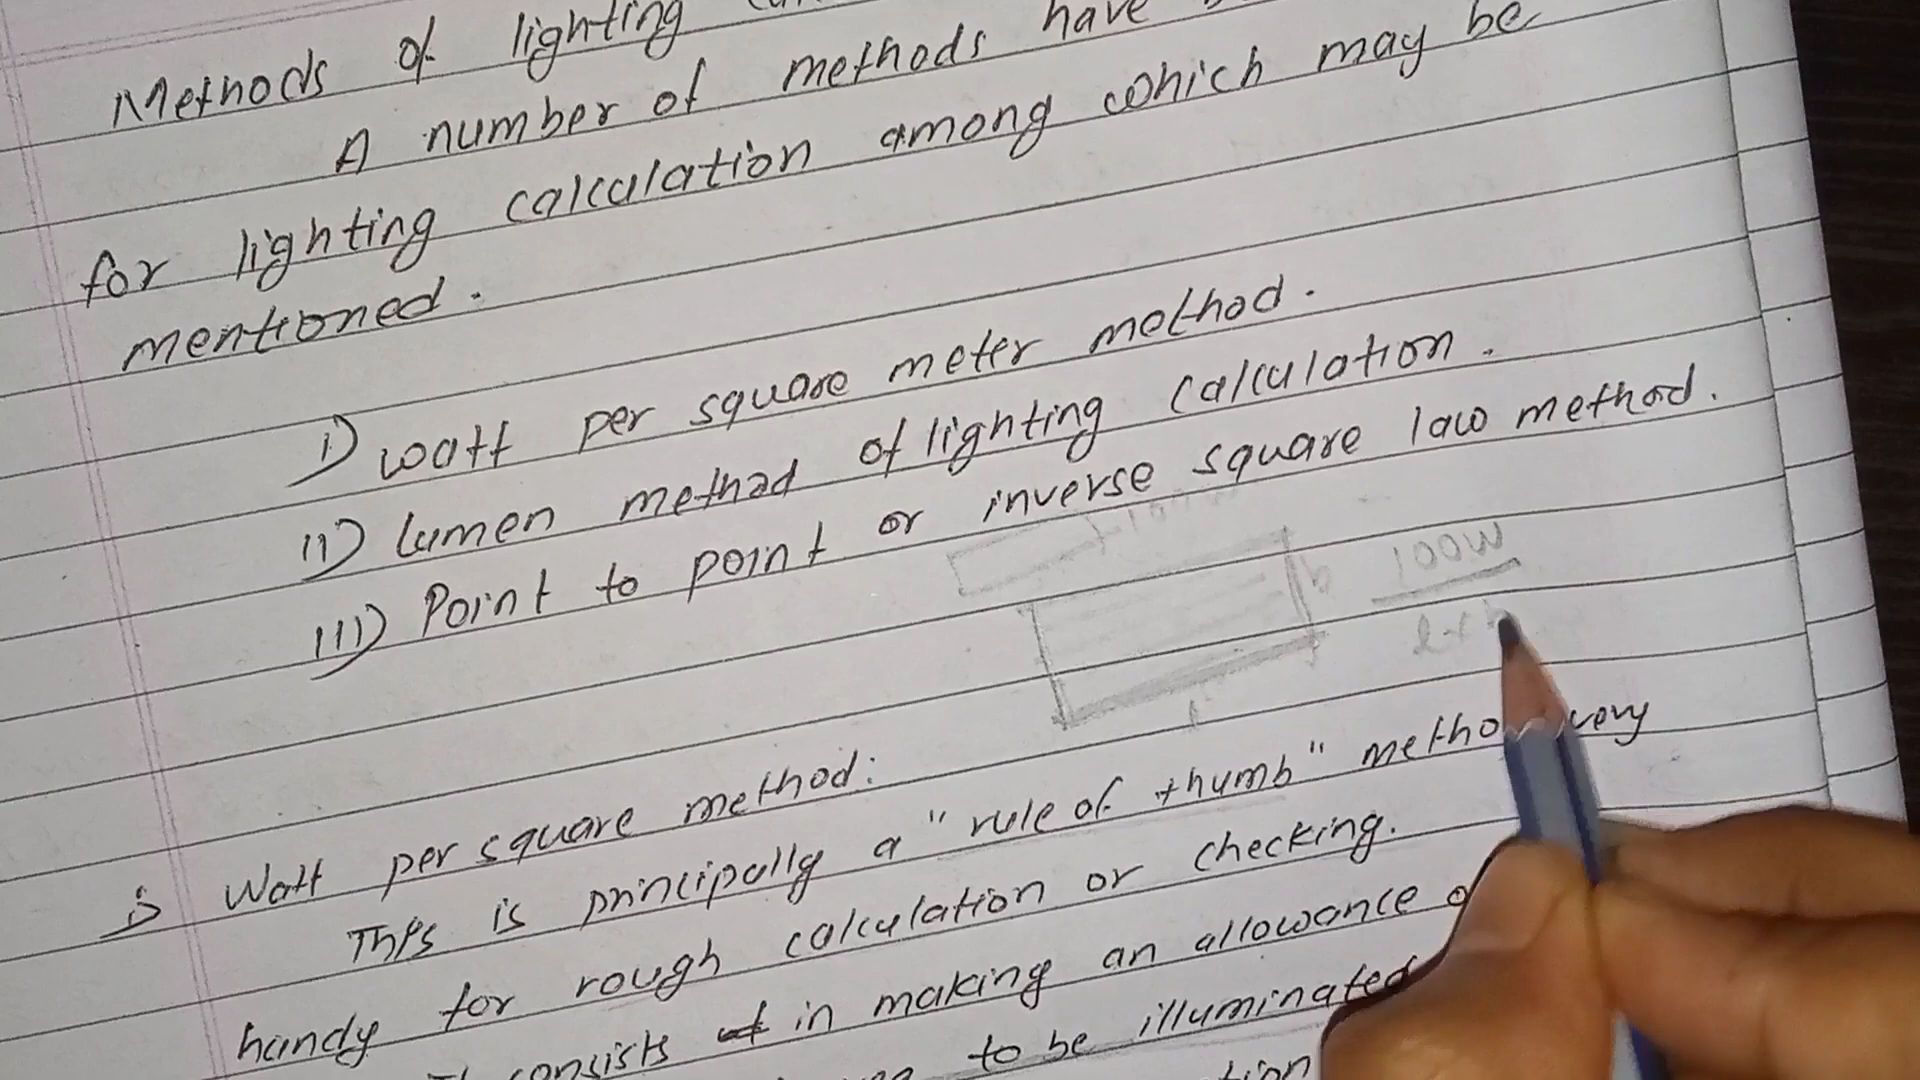 Methods of lighting
A number of methods have
for lighting calculation among which may be
mentioned.
i) watt per square meter method.
ii) Lumen method of lighting calculation.
iii) Point to point or inverse square law method.
100W
b
l×b
l
i) Watt per square method:
This is principally a "rule of thumb" method very
handy for rough calculation or checking.
It consists in making an allowance
to be illuminated